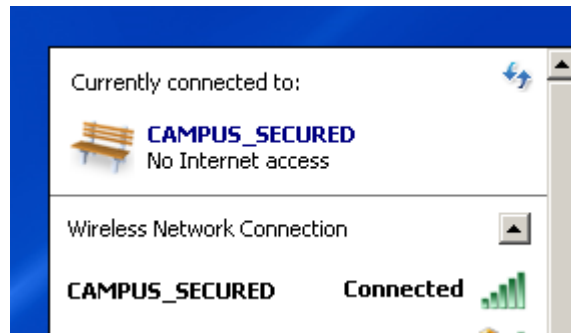 Currently connected to:
CAMPUS_SECURED
No Internet access
Wireless Network Connection
CAMPUS_SECURED Connected